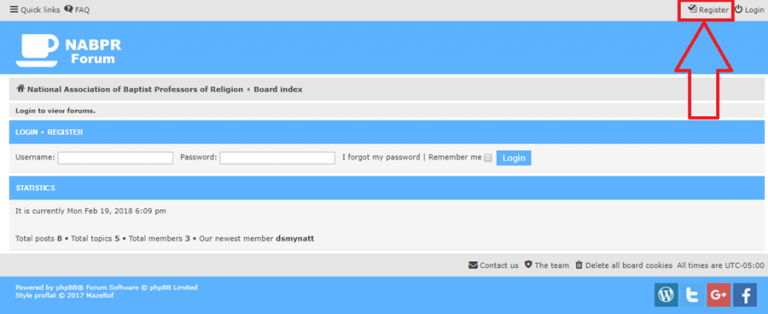 Quick links FAQ Register Login
NABPR
Forum
National Association of Baptist Professors of Religion ‹ Board index
Login to view forums.
LOGIN • REGISTER
Username: Password: I forgot my password | Remember me Login
STATISTICS
It is currently Mon Feb 19, 2018 6:09 pm
Total posts 8 • Total topics 5 • Total members 3 • Our newest member dsmynatt
Contact us The team Delete all board cookies All times are UTC-05:00
Powered by phpBB® Forum Software © phpBB Limited
Style proflat © 2017 Mazeltof